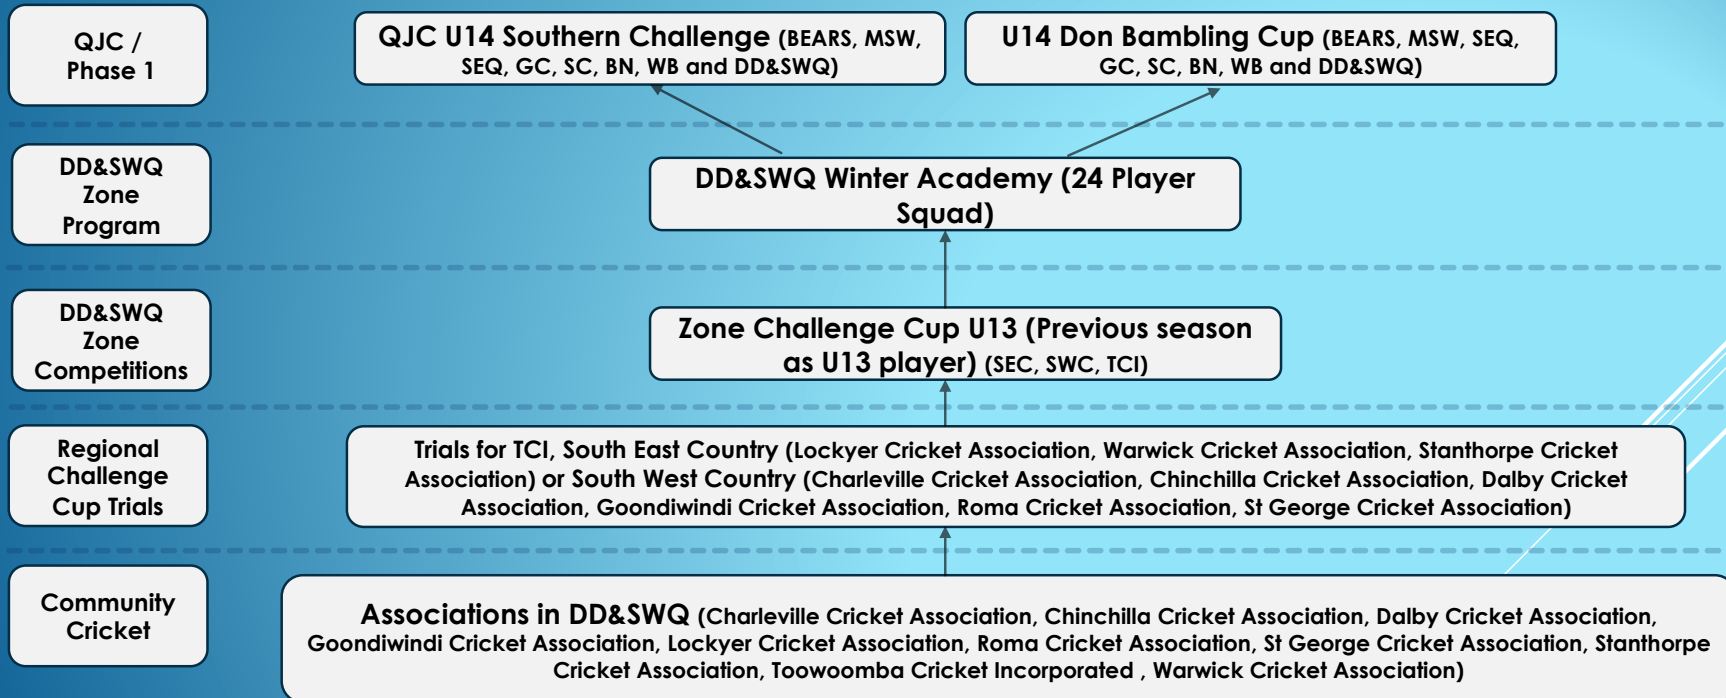 QJC /
Phase 1
QJC U14 Southern Challenge (BEARS, MSW,
SEQ, GC, SC, BN, WB and DD&SWQ)
U14 Don Bambling Cup (BEARS, MSW, SEQ,
GC, SC, BN, WB and DD&SWQ)
DD&SWQ
Zone
Program
DD&SWQ Winter Academy (24 Player
Squad)
DD&SWQ
Zone
Competitions
Zone Challenge Cup U13 (Previous season
as U13 player) (SEC, SWC, TCI)
Regional
Challenge
Cup Trials
Trials for TCI, South East Country (Lockyer Cricket Association, Warwick Cricket Association, Stanthorpe Cricket
Association) or South West Country (Charleville Cricket Association, Chinchilla Cricket Association, Dalby Cricket
Association, Goondiwindi Cricket Association, Roma Cricket Association, St George Cricket Association)
Community
Cricket
Associations in DD&SWQ (Charleville Cricket Association, Chinchilla Cricket Association, Dalby Cricket Association,
Goondiwindi Cricket Association, Lockyer Cricket Association, Roma Cricket Association, St George Cricket Association, Stanthorpe
Cricket Association, Toowoomba Cricket Incorporated , Warwick Cricket Association)